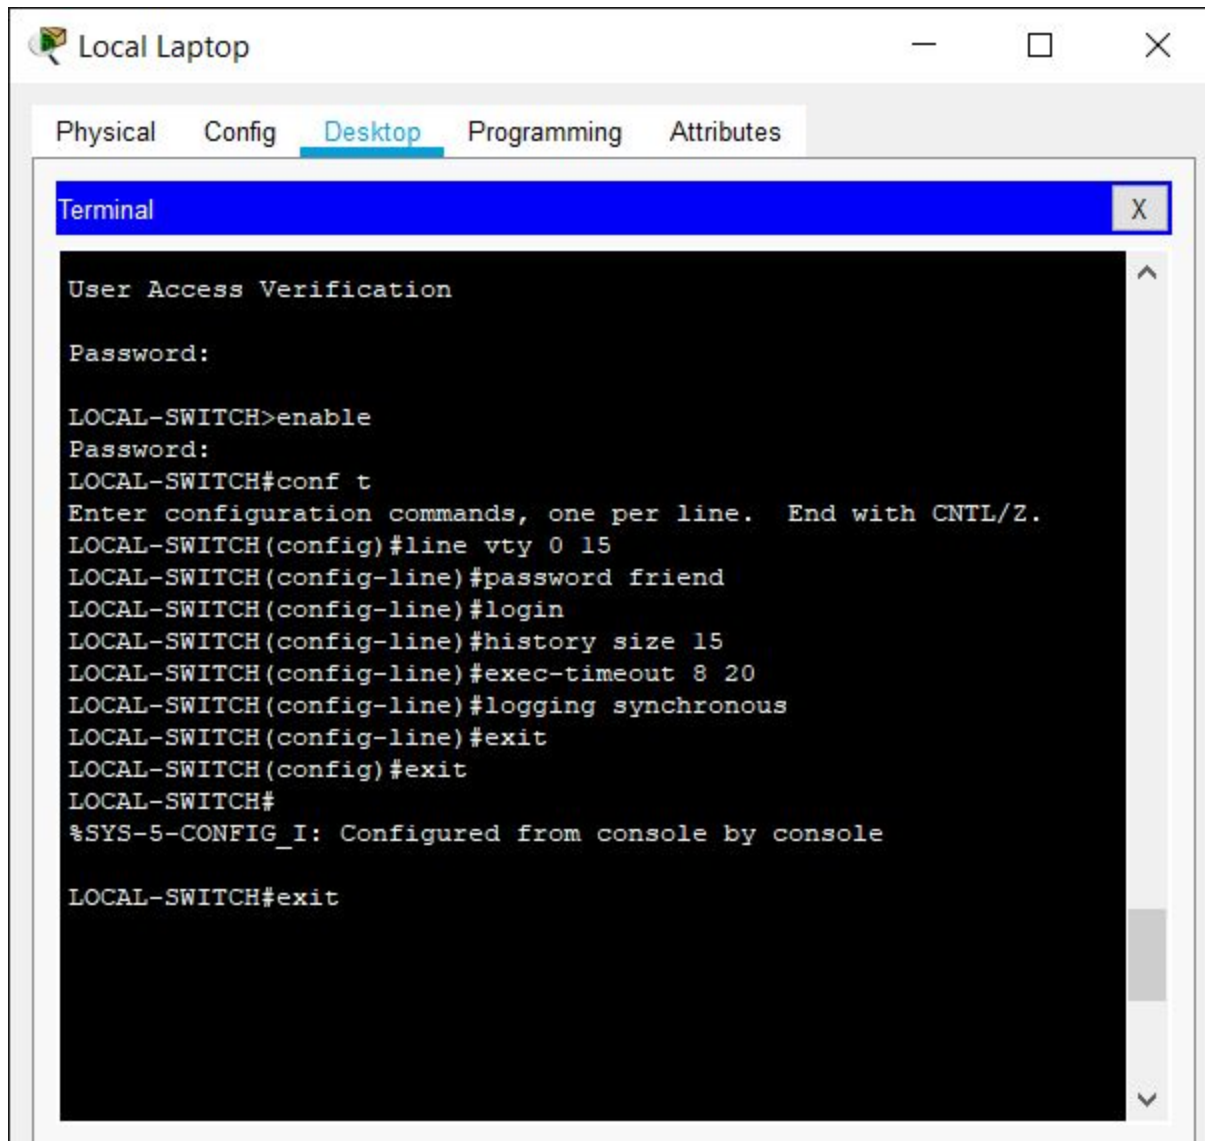 Local Laptop
Physical Config Desktop Programming Attributes
Terminal X
User Access Verification
Password:
LOCAL-SWITCH>enable
Password:
LOCAL-SWITCH#conf t
Enter configuration commands, one per line.  End with CNTL/Z.
LOCAL-SWITCH(config)#line vty 0 15
LOCAL-SWITCH(config-line)#password friend
LOCAL-SWITCH(config-line)#login
LOCAL-SWITCH(config-line)#history size 15
LOCAL-SWITCH(config-line)#exec-timeout 8 20
LOCAL-SWITCH(config-line)#logging synchronous
LOCAL-SWITCH(config-line)#exit
LOCAL-SWITCH(config)#exit
LOCAL-SWITCH#
%SYS-5-CONFIG_I: Configured from console by console
LOCAL-SWITCH#exit